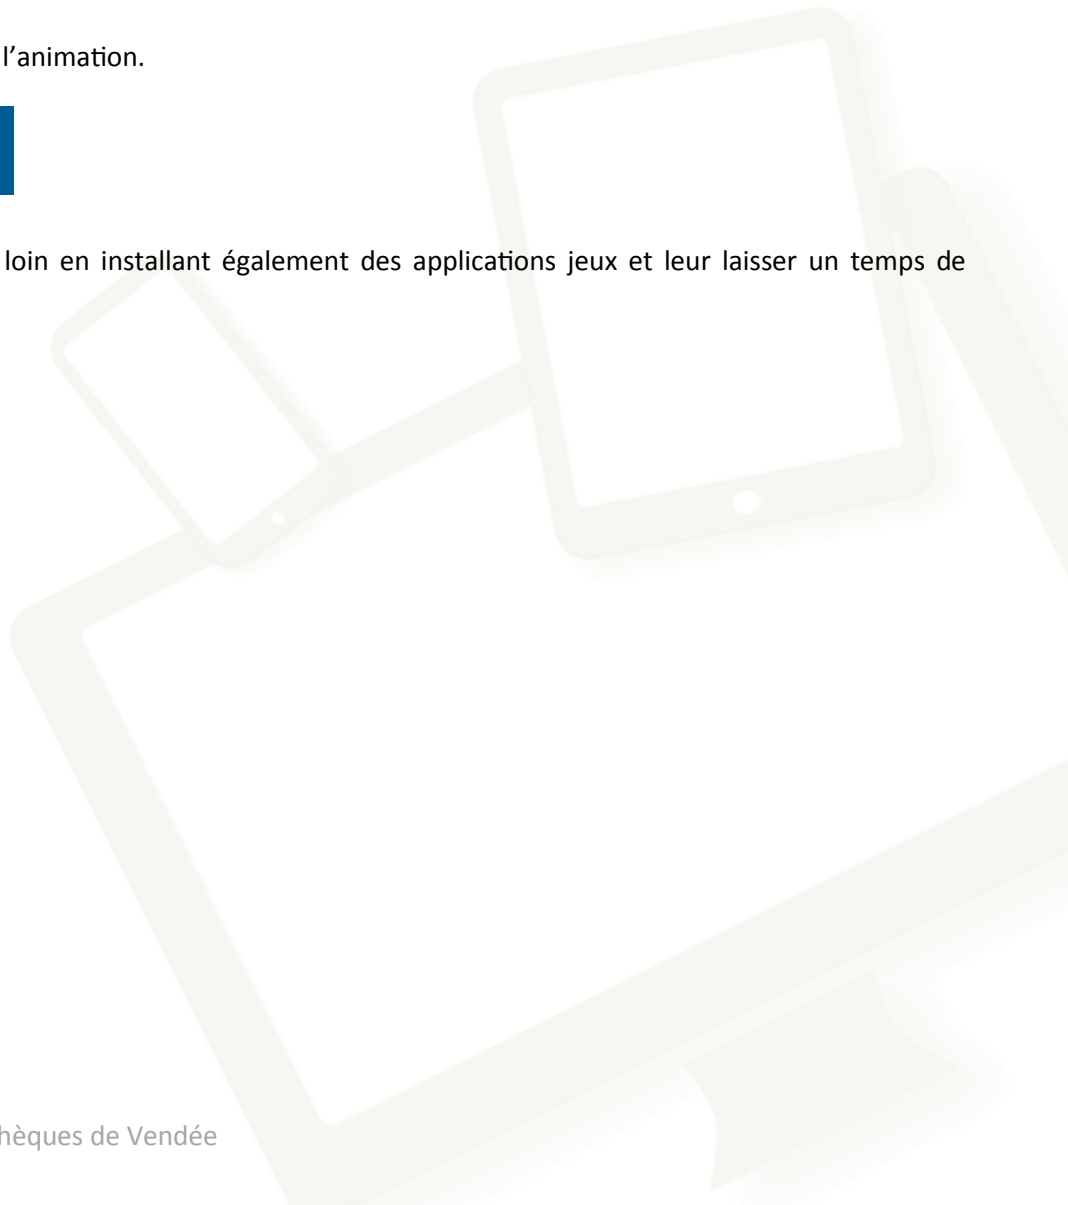 l’animation.
loin en installant également des applications jeux et leur laisser un temps de
hèques de Vendée